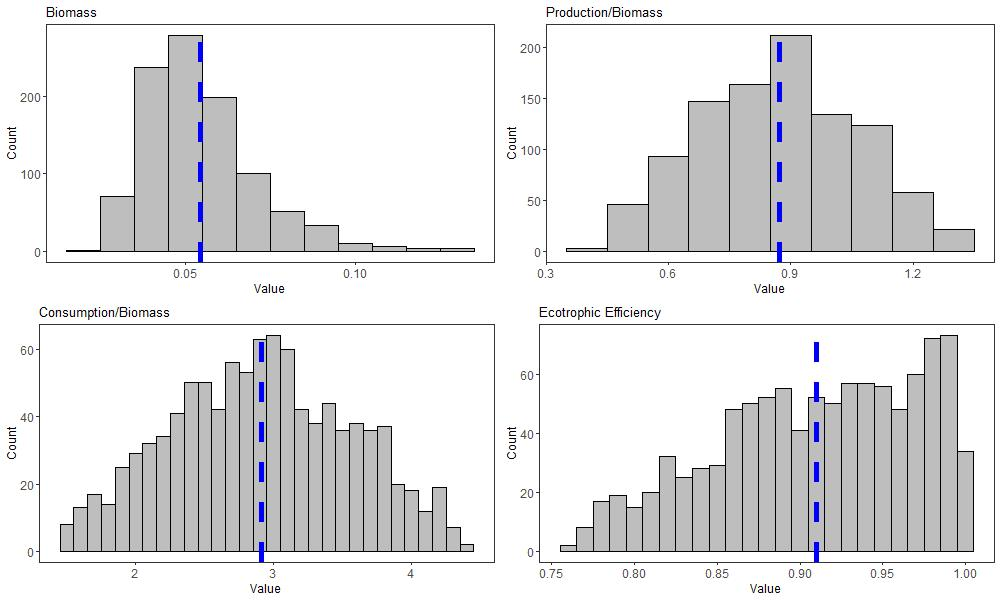 Biomass
Count
200
100
0
0.05
0.10
Value
Production/Biomass
Count
200
150
100
50
0
0.3
0.6
0.9
1.2
Value
Consumption/Biomass
Count
60
40
20
0
2
3
4
Value
Ecotrophic Efficiency
Count
60
40
20
0
0.75
0.80
0.85
0.90
0.95
1.00
Value